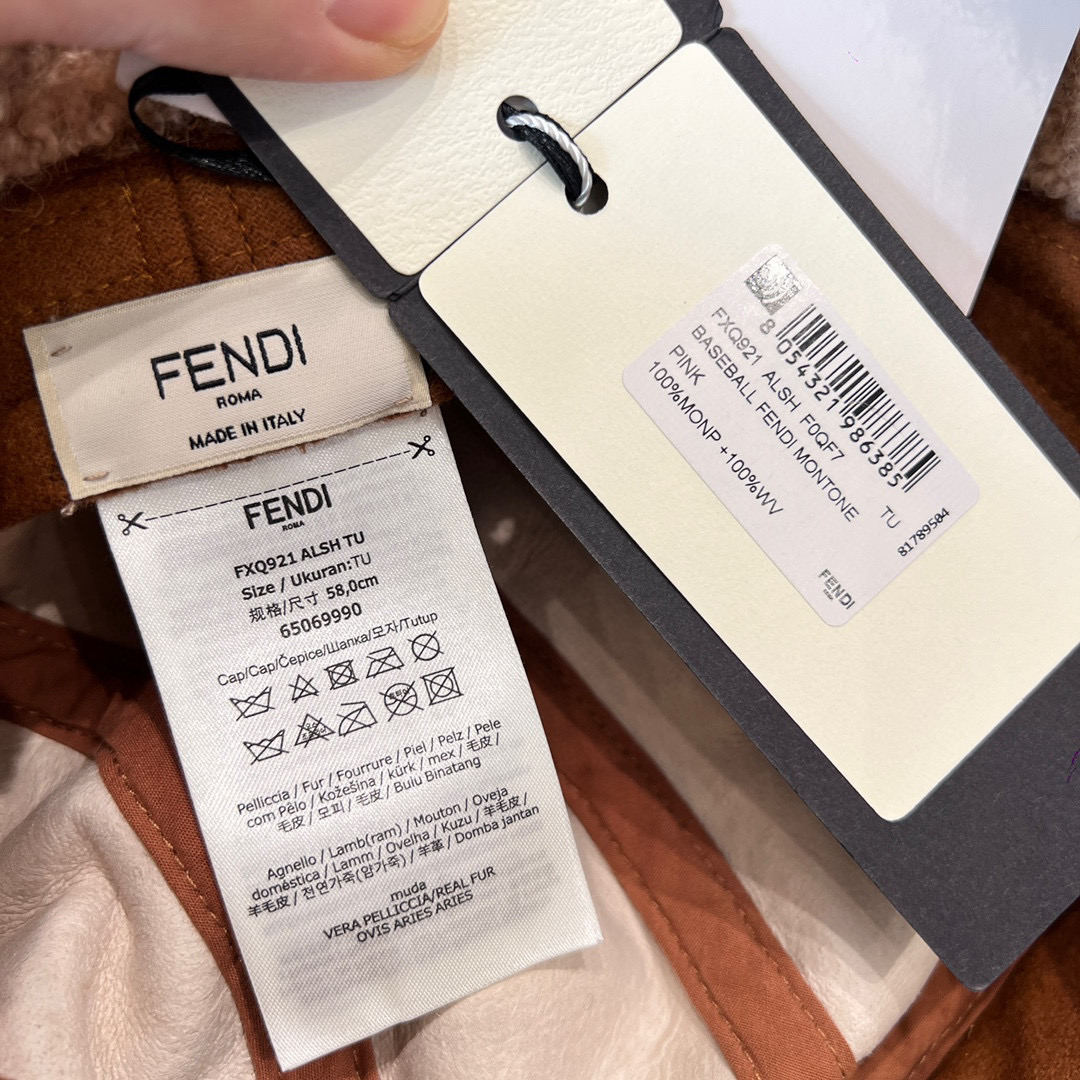 FENDI
ROMA
MADE IN ITALY
FENDI
ROMA
FXQ921 ALSH TU
Size / Ukuran:TU
规格/尺寸 58,0cm
65069990
Cap/Cap/Čepice/Шапка/모자/Tutup
Pelliccia / Fur / Fourrure / Piel / Pelz / Pele
com Pêlo / Kožešina / kürk / mex / 毛皮 /
毛皮 / 모피 / 毛皮 / Bulu Binatang
Agnello / Lamb(ram) / Mouton / Oveja
doméstica / Lamm / Ovelha / Kuzu / 羊毛皮 /
羊毛皮 / 천연가죽(양가죽) / 羊革 / Domba jantan
muda
VERA PELLICCIA/REAL FUR
OVIS ARIES ARIES
8 054321 986385
FXQ921 ALSH F0QF7 TU
BASEBALL FENDI MONTONE
PINK
100%MONP +100%WV
81789584
FENDI